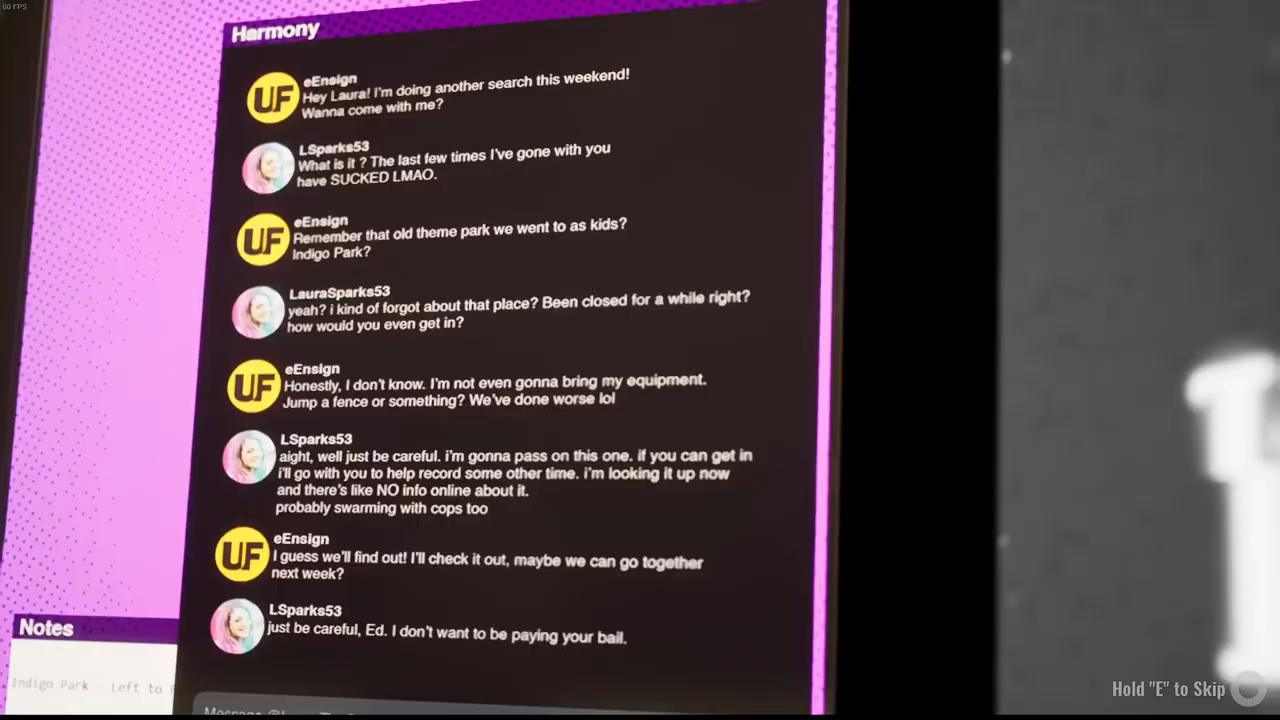 60 FPS
Harmony
UF
eEnsign
Hey Laura! I'm doing another search this weekend!
Wanna come with me?
LSparks53
What is it ? The last few times I've gone with you
have SUCKED LMAO.
UF
eEnsign
Remember that old theme park we went to as kids?
Indigo Park?
LauraSparks53
yeah? i kind of forgot about that place? Been closed for a while right?
how would you even get in?
UF
eEnsign
Honestly, I don't know. I'm not even gonna bring my equipment.
Jump a fence or something? We've done worse lol
LSparks53
aight, well just be careful. i'm gonna pass on this one. if you can get in
i'll go with you to help record some other time. i'm looking it up now
and there's like NO info online about it.
probably swarming with cops too
UF
eEnsign
I guess we'll find out! I'll check it out, maybe we can go together
next week?
LSparks53
just be careful, Ed. I don't want to be paying your bail.
Notes
Indigo Park - Left to
Message
Hold "E" to Skip